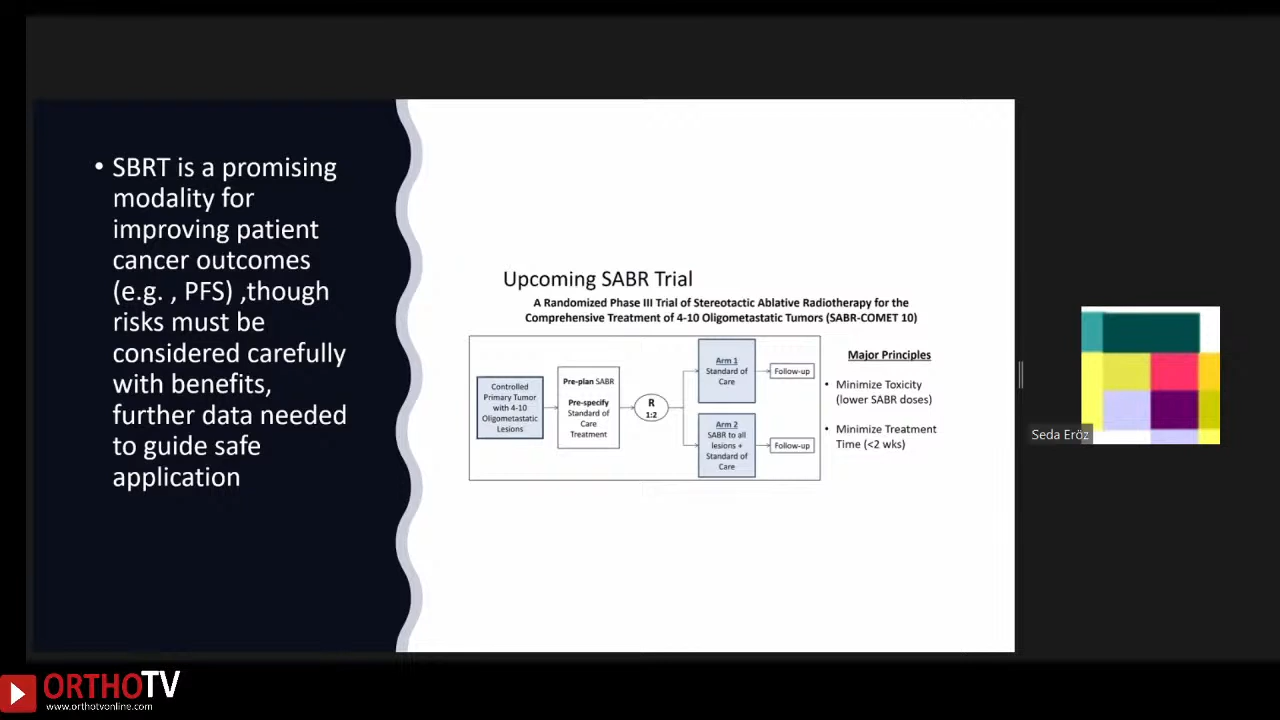 • SBRT is a promising
modality for
improving patient
cancer outcomes
(e.g. , PFS) ,though
risks must be
considered carefully
with benefits,
further data needed
to guide safe
application
Upcoming SABR Trial
A Randomized Phase III Trial of Stereotactic Ablative Radiotherapy for the
Comprehensive Treatment of 4-10 Oligometastatic Tumors (SABR-COMET 10)
Controlled
Primary Tumor
with 4-10
Oligometastatic
Lesions
Pre-plan SABR
Pre-specify
Standard of
Care
Treatment
R
1:2
Arm 1
Standard of
Care
Follow-up
Arm 2
SABR to all
lesions +
Standard of
Care
Follow-up
Major Principles
• Minimize Toxicity
(lower SABR doses)
• Minimize Treatment
Time (<2 wks)
Seda Eröz
ORTHOTV
www.orthotvonline.com